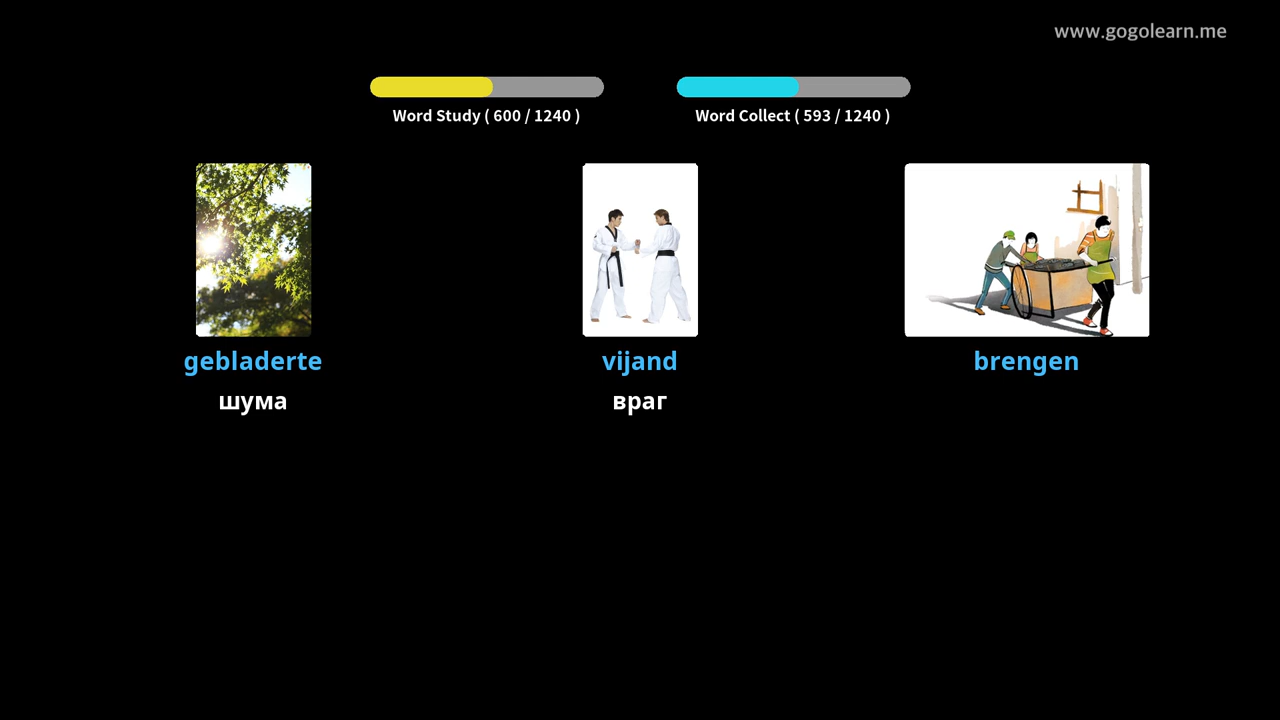 www.gogolearn.me
Word Study ( 600 / 1240 )
Word Collect ( 593 / 1240 )
gebladerte
vijand
brengen
шума
враг